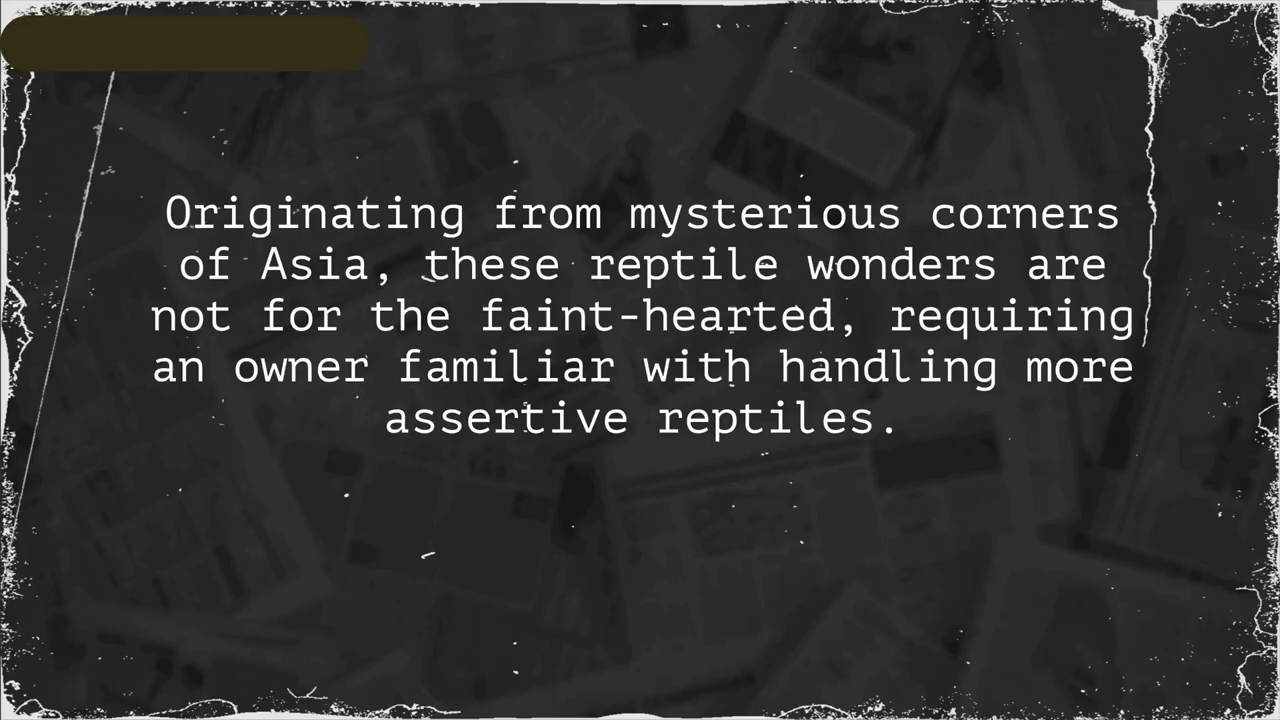 Originating from mysterious corners
of Asia, these reptile wonders are
not for the faint-hearted, requiring
an owner familiar with handling more
assertive reptiles.